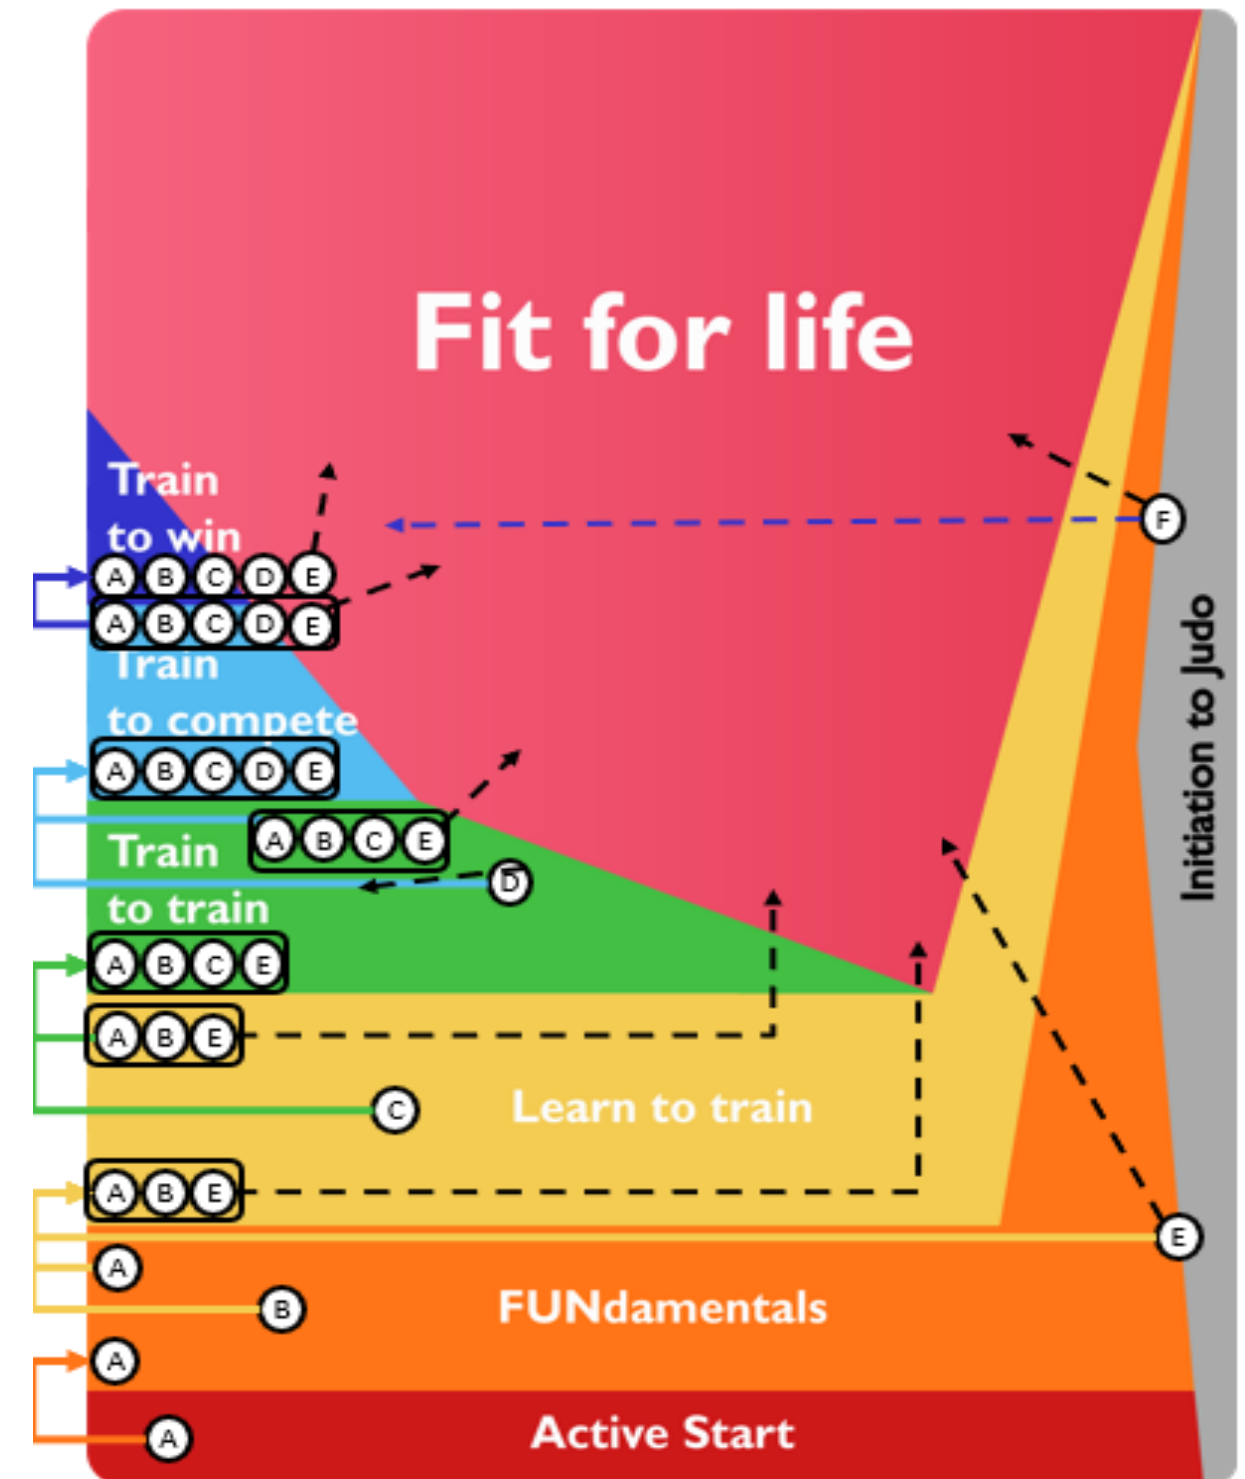 Fit for life
Train
to win
A B C D E
A B C D E
Train
to compete
A B C D E
A B C E
Train
to train
D
A B C E
A B E
C
Learn to train
A B E
A
B
FUNdamentals
A
A
Active Start
F
E
Initiation to Judo